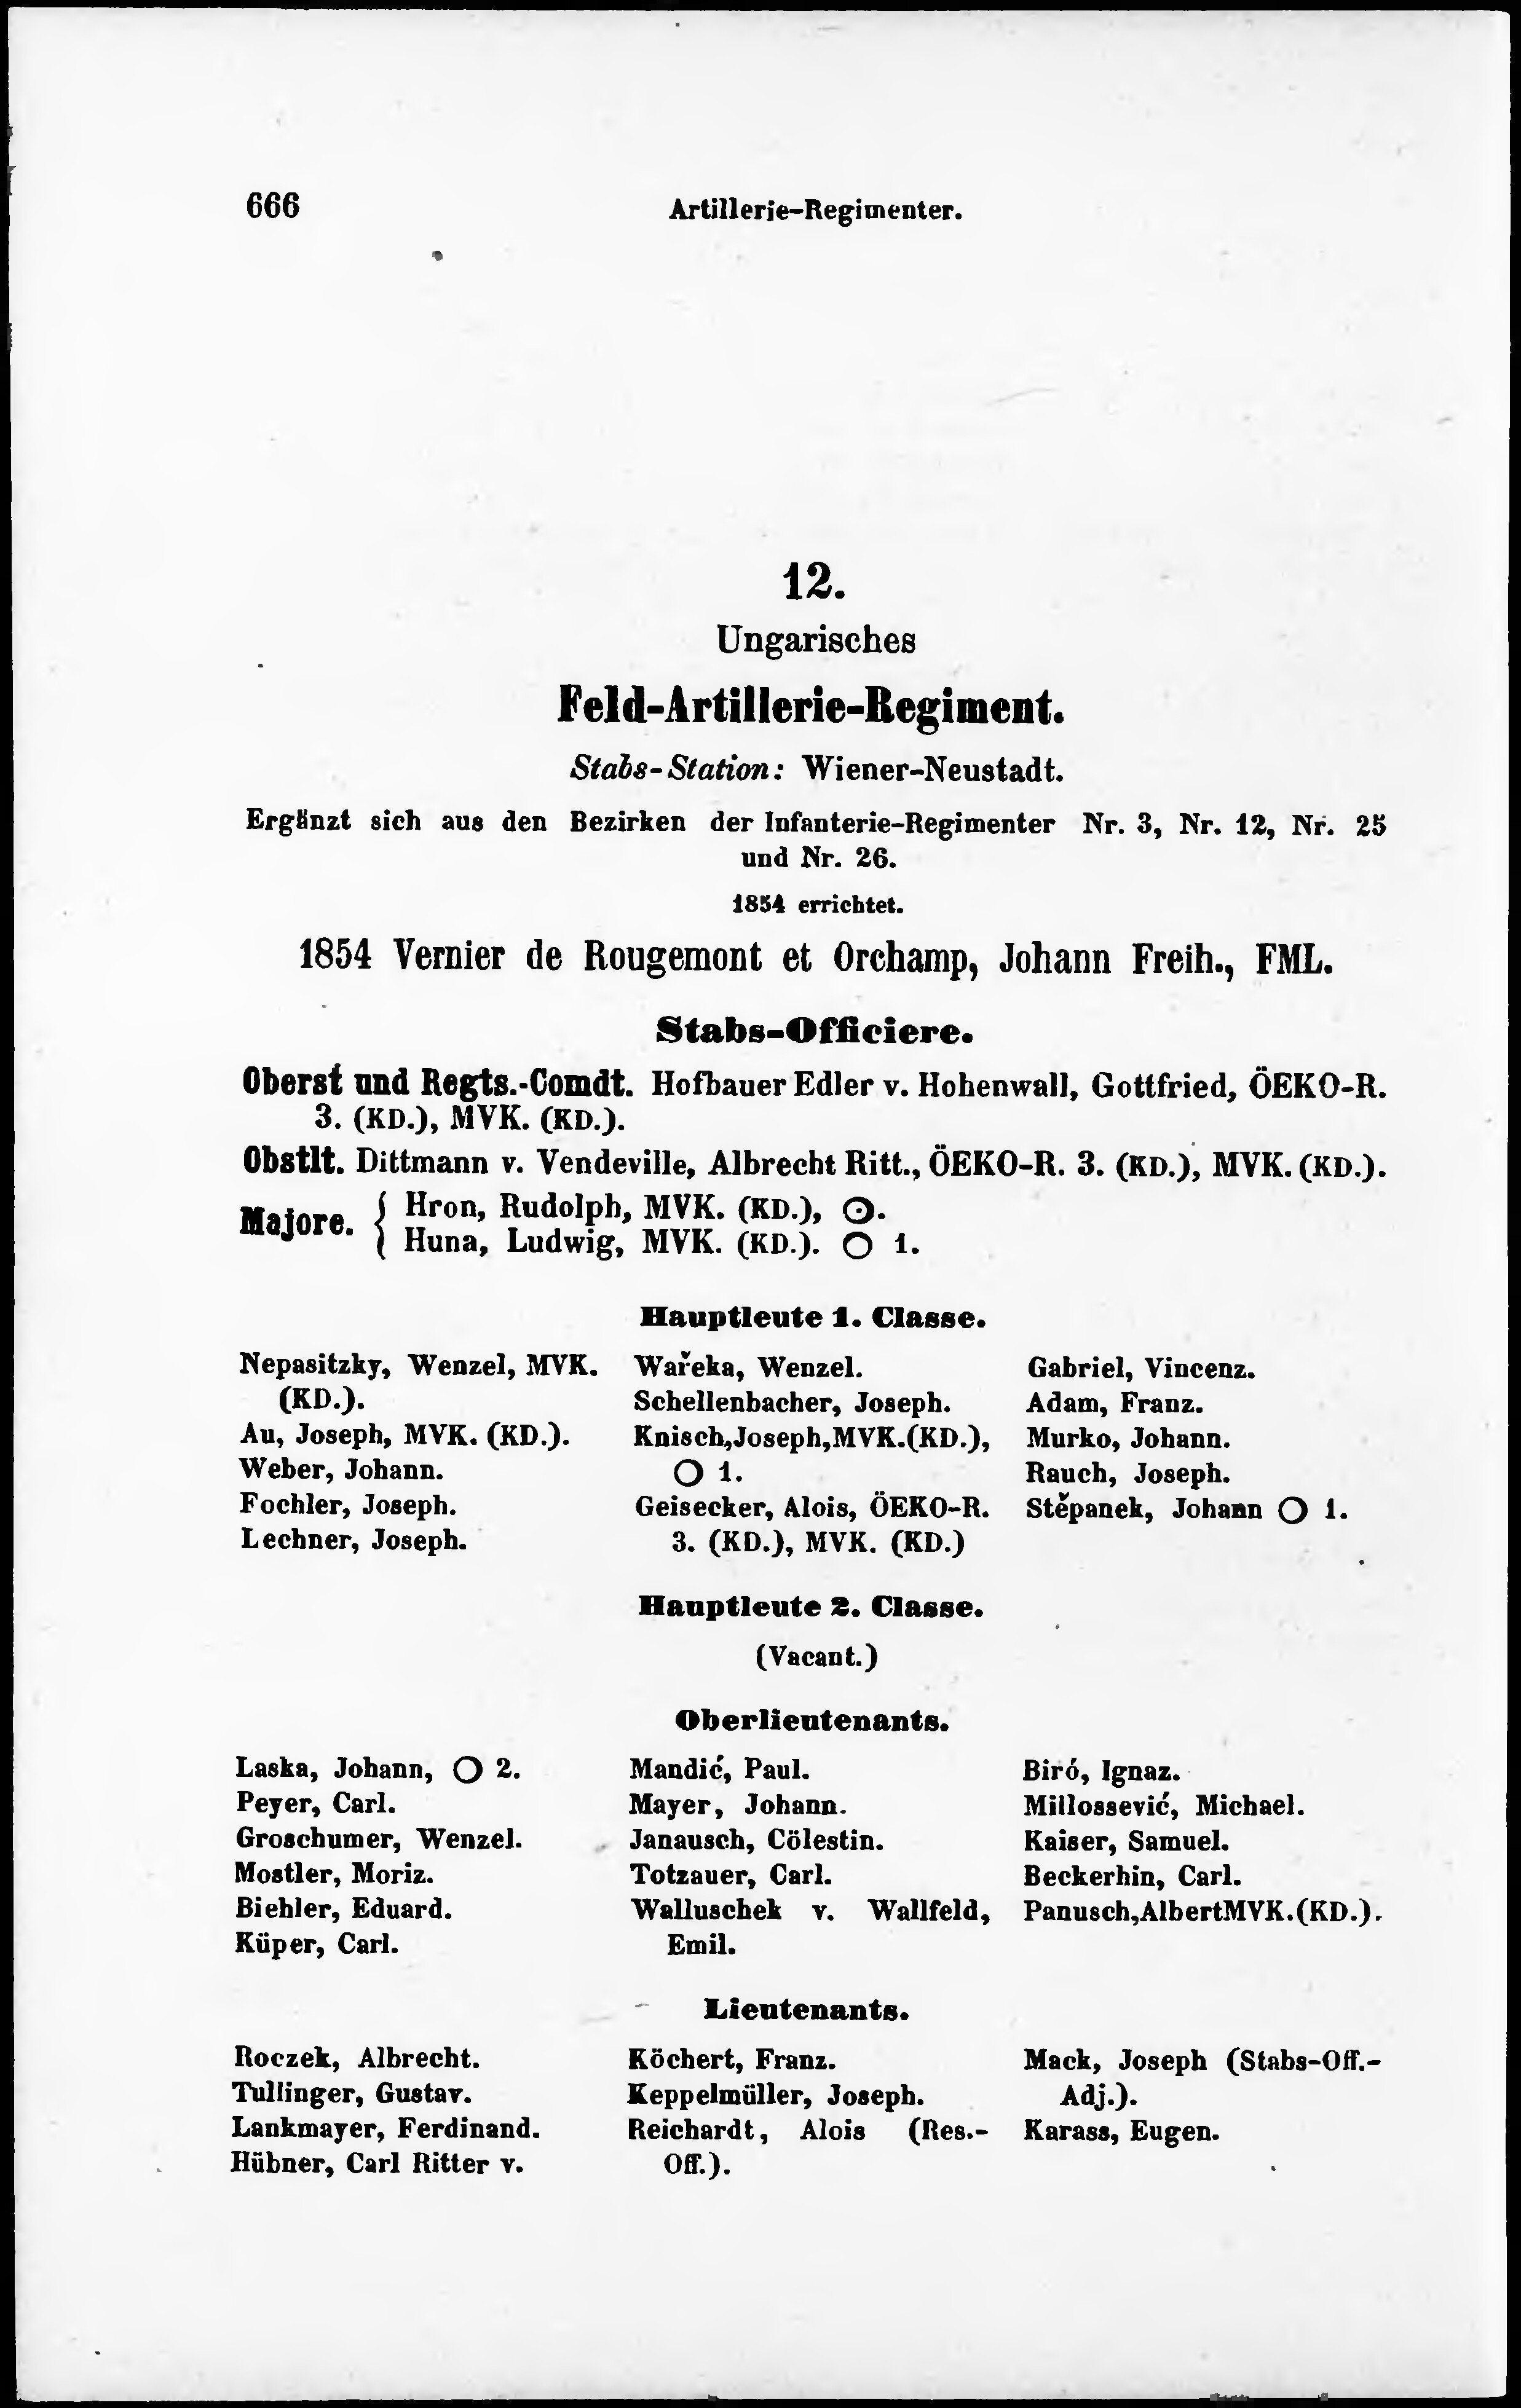 666
Artillerie-Regimenter.
12.
Ungarisches
Feld-Artillerie-Regiment.
Stabs-Station: Wiener-Neustadt.
Ergänzt sich aus den Bezirken der Infanterie-Regimenter Nr. 3, Nr. 12, Nr. 25
und Nr. 26.
1854 errichtet.
1854 Vernier de Rougemont et Orchamp, Johann Freih., FML.
Stabs-Officiere.
Oberst und Regts.-Comdt. Hofbauer Edler v. Hohenwall, Gottfried, ÖEKO-R.
3. (KD.), MVK. (KD.).
Obstlt. Dittmann v. Vendeville, Albrecht Ritt., ÖEKO-R. 3. (KD.), MVK. (KD.).
Majore. { Hron, Rudolph, MVK. (KD.), ⊙.
Huna, Ludwig, MVK. (KD.). O 1.
Hauptleute 1. Classe.
Nepasitzky, Wenzel, MVK.
(KD.).
Au, Joseph, MVK. (KD.).
Weber, Johann.
Fochler, Joseph.
Lechner, Joseph.
Wařeka, Wenzel.
Schellenbacher, Joseph.
Knisch, Joseph, MVK. (KD.),
O 1.
Geisecker, Alois, ÖEKO-R.
3. (KD.), MVK. (KD.)
Gabriel, Vincenz.
Adam, Franz.
Murko, Johann.
Rauch, Joseph.
Stěpanek, Johann O 1.
Hauptleute 2. Classe.
(Vacant.)
Oberlieutenants.
Laska, Johann, O 2.
Peyer, Carl.
Groschumer, Wenzel.
Mostler, Moriz.
Biehler, Eduard.
Küper, Carl.
Mandić, Paul.
Mayer, Johann.
Janausch, Cölestin.
Totzauer, Carl.
Walluschek v. Wallfeld,
Emil.
Biró, Ignaz.
Millossević, Michael.
Kaiser, Samuel.
Beckerhin, Carl.
Panusch, Albert MVK. (KD.).
Lieutenants.
Roczek, Albrecht.
Tullinger, Gustav.
Lankmayer, Ferdinand.
Hübner, Carl Ritter v.
Köchert, Franz.
Keppelmüller, Joseph.
Reichardt, Alois (Res.-
Off.).
Mack, Joseph (Stabs-Off.-
Adj.).
Karass, Eugen.